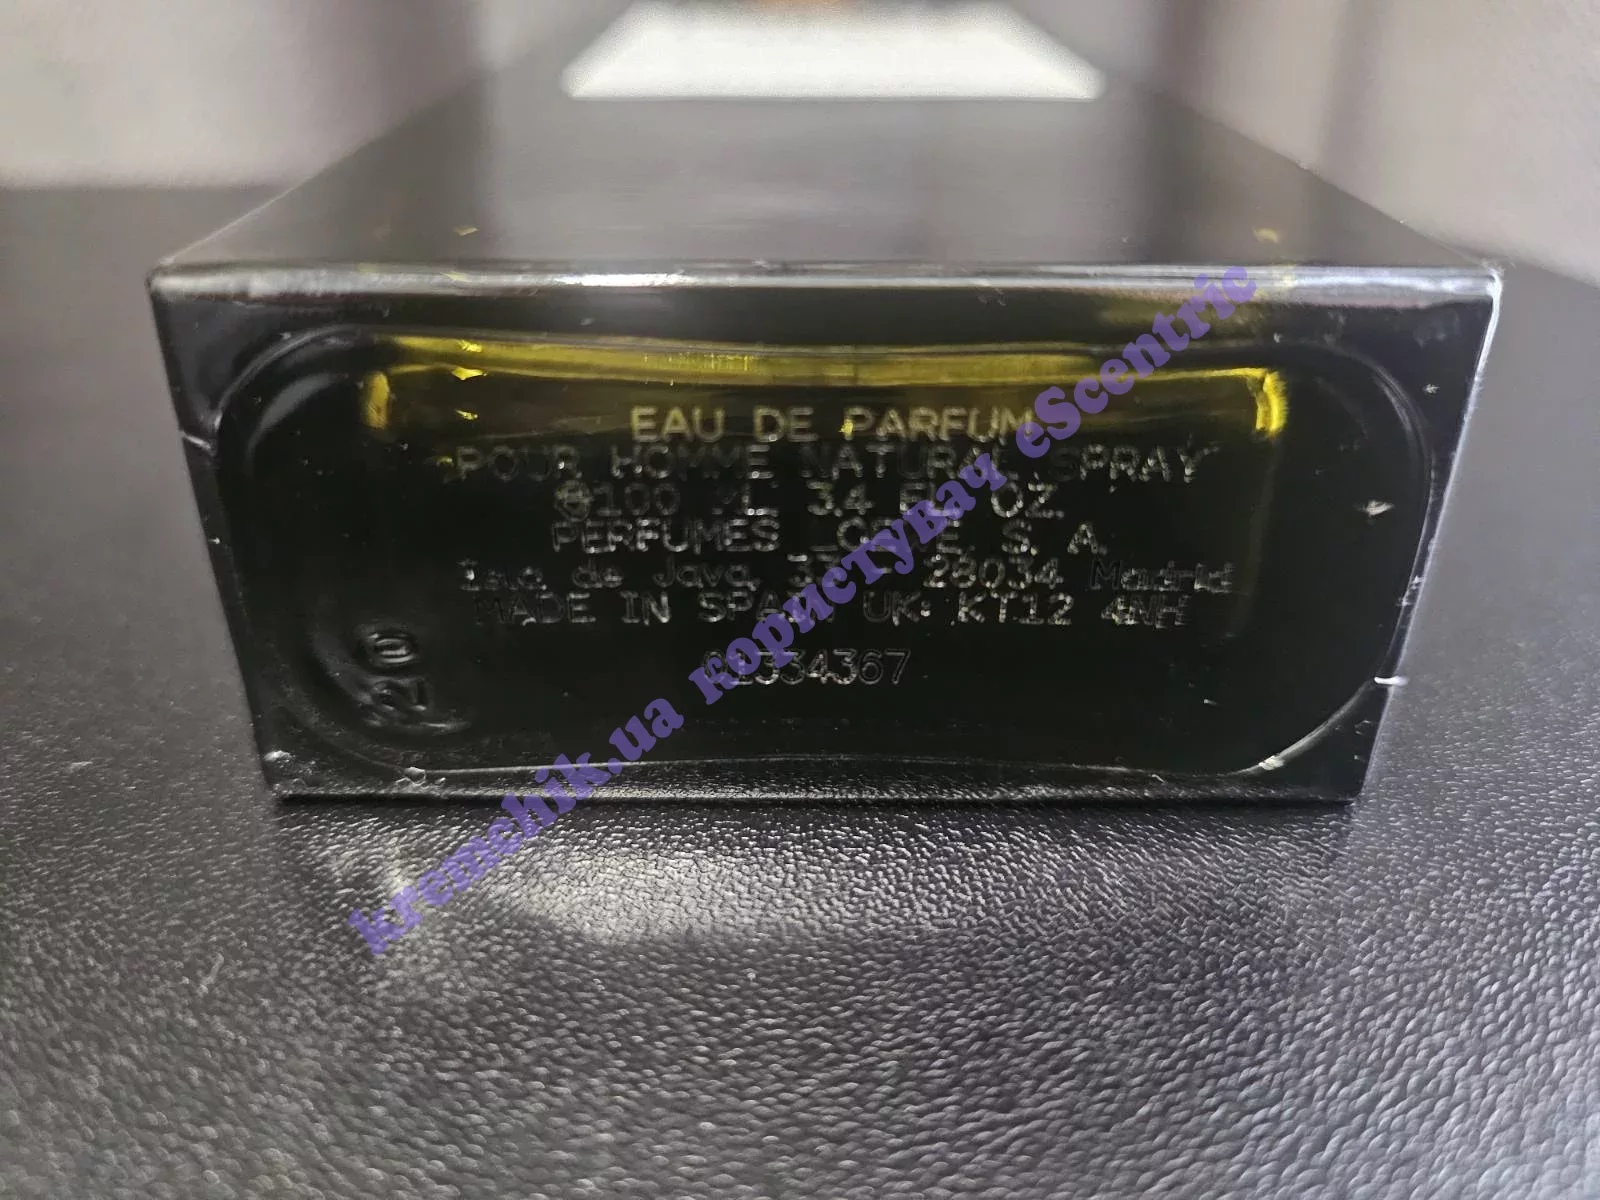 EAU DE PARFUM
POUR HOMME NATURAL SPRAY
100 ML 3.4 FL. OZ.
PERFUMES LOEWE, S. A.
Isla de Java, 28034 Madrid
MADE IN SPAIN UK: KT12 4NH
kremchik.ua користувач eScentric